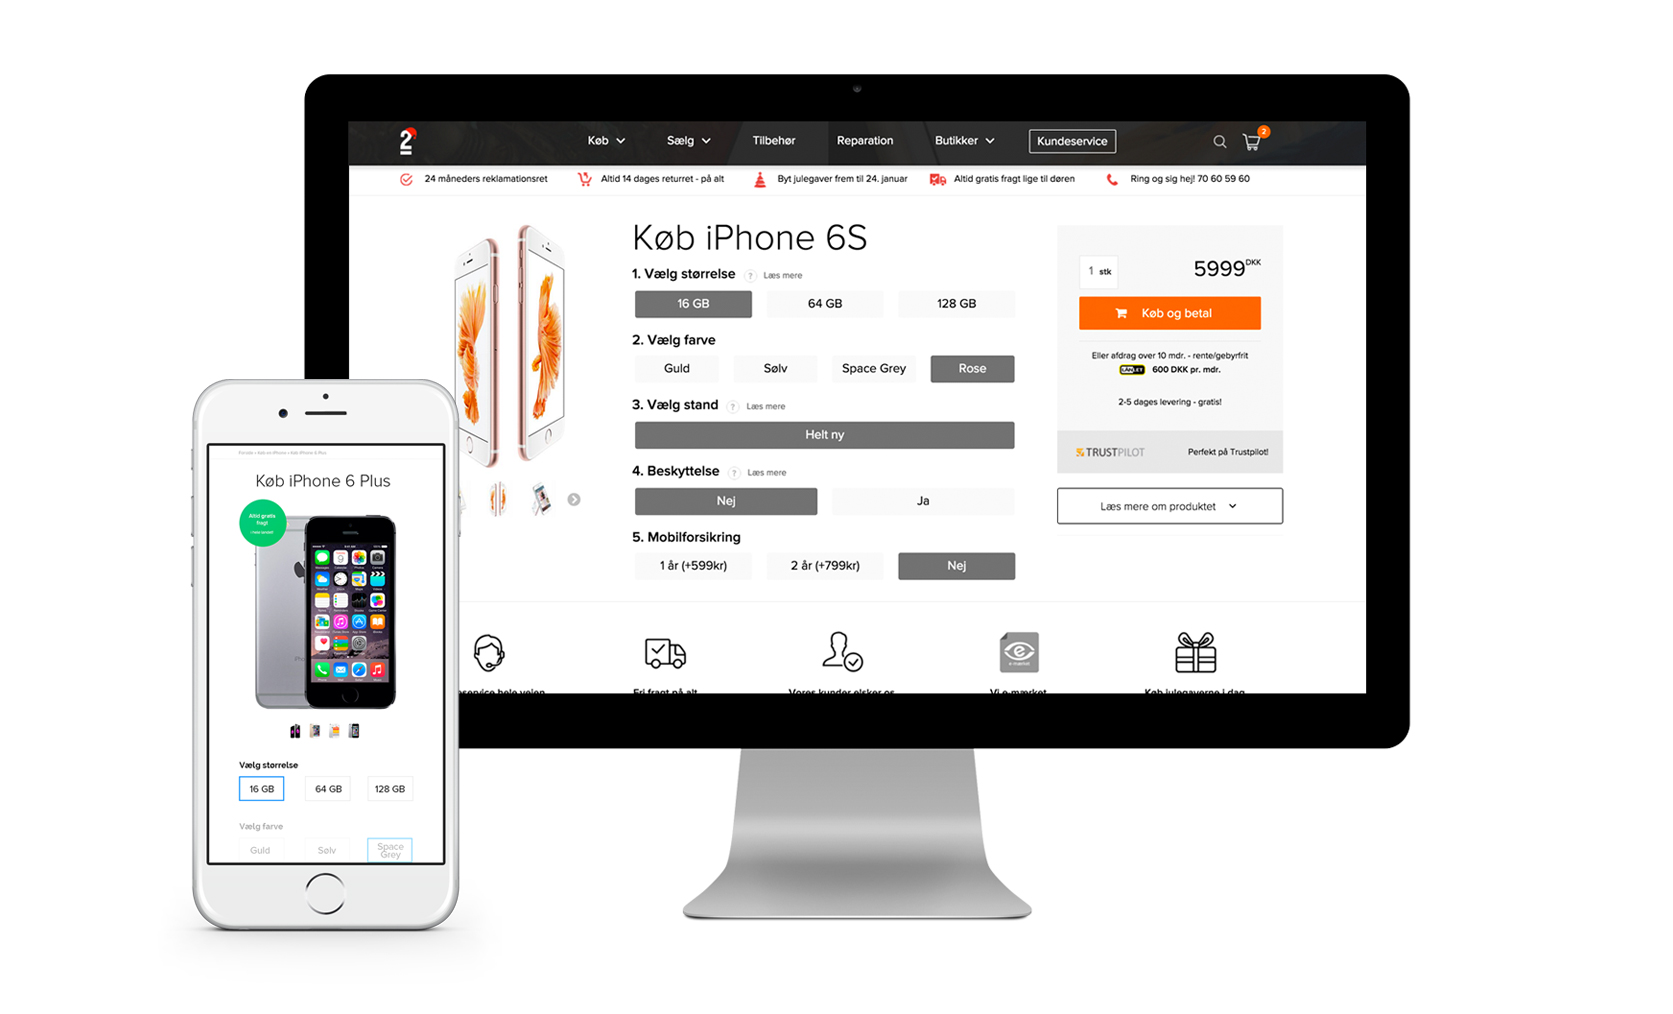 2
Køb
Sælg
Tilbehør
Reparation
Butikker
Kundeservice
2
24 måneders reklamationsret
Altid 14 dages returret - på alt
Byt julegaver frem til 24. januar
Altid gratis fragt lige til døren
Ring og sig hej! 70 60 59 60
Køb iPhone 6S
1. Vælg størrelse ? Læs mere
16 GB
64 GB
128 GB
2. Vælg farve
Guld
Sølv
Space Grey
Rose
3. Vælg stand ? Læs mere
Helt ny
4. Beskyttelse ? Læs mere
Nej
Ja
5. Mobilforsikring
1 år (+599kr)
2 år (+799kr)
Nej
1 stk
5999 DKK
Køb og betal
Eller afdrag over 10 mdr. - rente/gebyrfrit
600 DKK pr. mdr.
2-5 dages levering - gratis!
TRUSTPILOT
Perfekt på Trustpilot!
Læs mere om produktet
e-mærket
service hele vejen
Fri fragt på alt
Vores kunder elsker os
Vi e-mærket
Køb julegaverne i dag
Køb iPhone 6 Plus
Altid gratis
fragt
Vælg størrelse
16 GB
64 GB
128 GB
Vælg farve
Guld
Sølv
Space
Grey